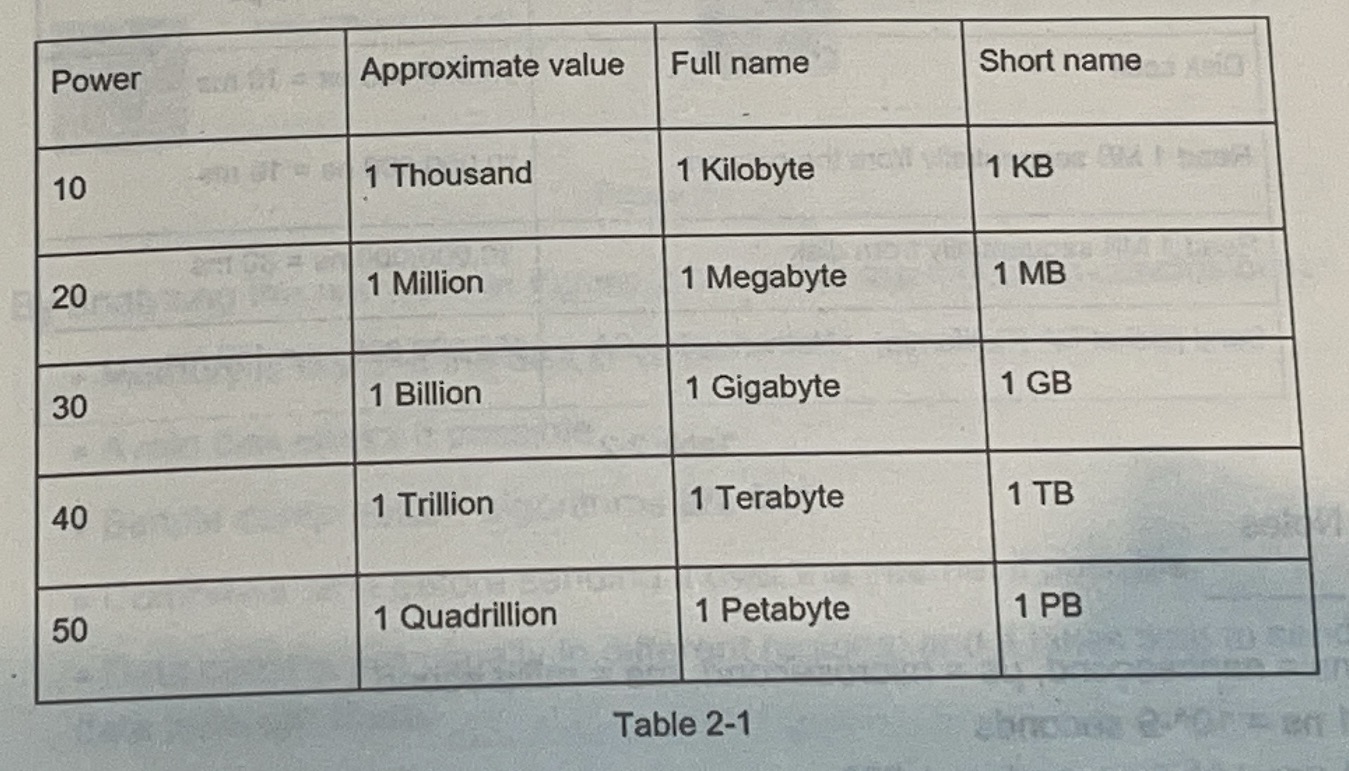 Power Approximate value Full name Short name
10 1 Thousand 1 Kilobyte 1 KB
20 1 Million 1 Megabyte 1 MB
30 1 Billion 1 Gigabyte 1 GB
40 1 Trillion 1 Terabyte 1 TB
50 1 Quadrillion 1 Petabyte 1 PB
Table 2-1